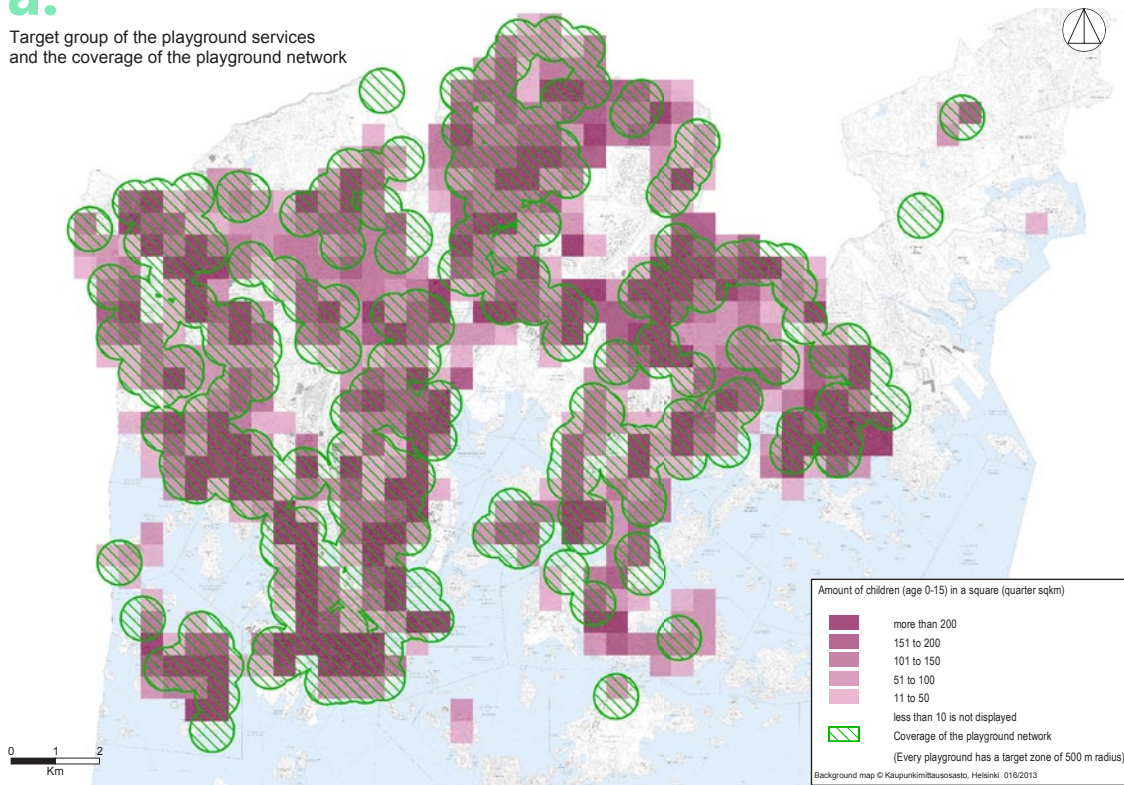 a.
Target group of the playground services
and the coverage of the playground network
Amount of children (age 0-15) in a square (quarter sqkm)
more than 200
151 to 200
101 to 150
51 to 100
11 to 50
less than 10 is not displayed
Coverage of the playground network
(Every playground has a target zone of 500 m radius)
0 1 2
Km
Background map © Kaupunkimittausosasto, Helsinki 016/2013